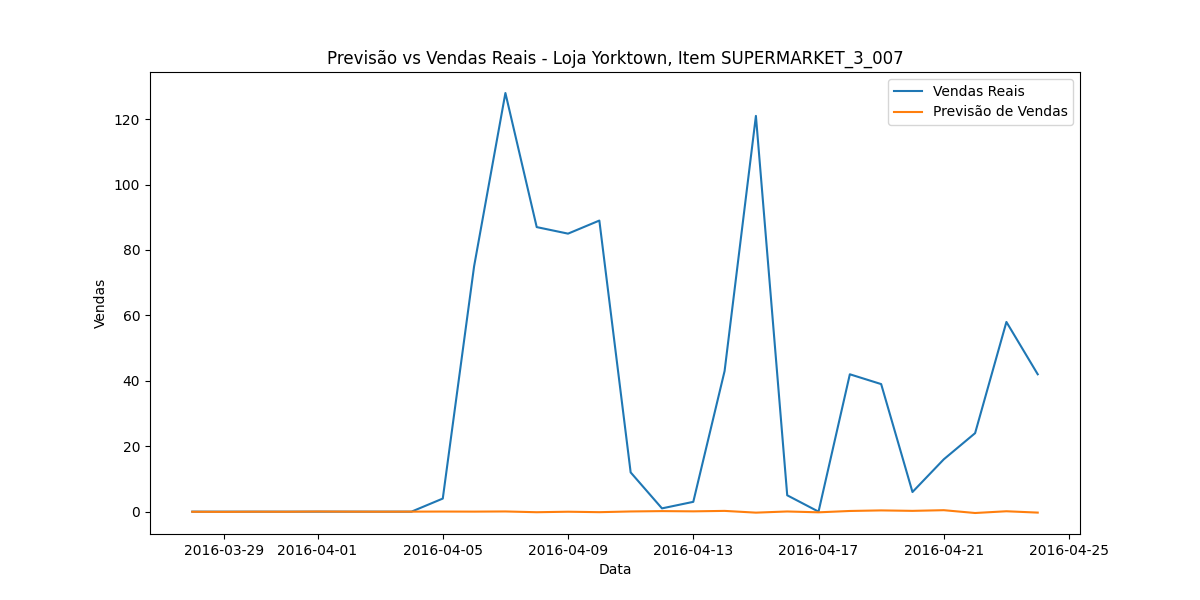 Previsão vs Vendas Reais - Loja Yorktown, Item SUPERMARKET_3_007
Vendas Reais
Previsão de Vendas
Vendas
120
100
80
60
40
20
0
2016-03-29 2016-04-01 2016-04-05 2016-04-09 2016-04-13 2016-04-17 2016-04-21 2016-04-25
Data